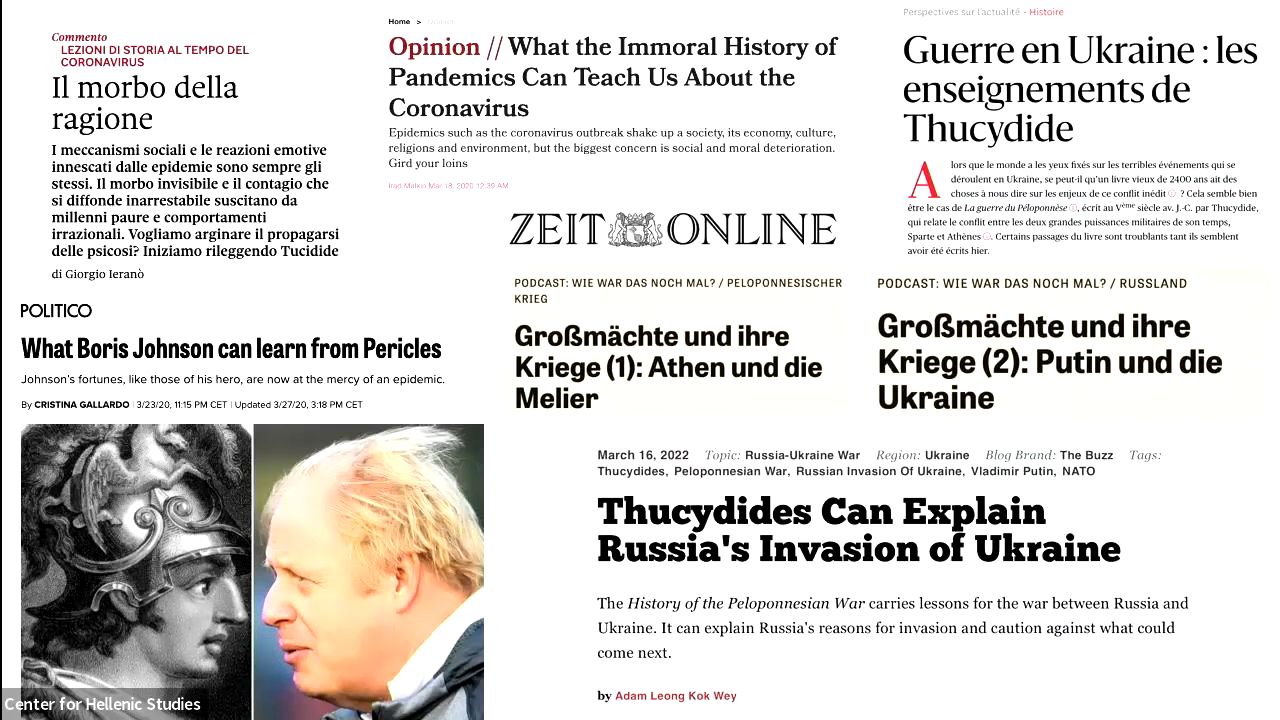 Commento
LEZIONI DI STORIA AL TEMPO DEL
CORONAVIRUS
Il morbo della
ragione
I meccanismi sociali e le reazioni emotive
innescati dalle epidemie sono sempre gli
stessi. Il morbo invisibile e il contagio che
si diffonde inarrestabile suscitano da
millenni paure e comportamenti
irrazionali. Vogliamo arginare il propagarsi
delle psicosi? Iniziamo rileggendo Tucidide
di Giorgio Ieranò
Home > Opinion
Opinion // What the Immoral History of
Pandemics Can Teach Us About the
Coronavirus
Epidemics such as the coronavirus outbreak shake up a society, its economy, culture,
religions and environment, but the biggest concern is social and moral deterioration.
Gird your loins
Irad Malkin Mar 18, 2020 12:39 AM
Perspectives sur l'actualité - Histoire
Guerre en Ukraine : les
enseignements de
Thucydide
Alors que le monde a les yeux fixés sur les terribles événements qui se
déroulent en Ukraine, se peut-il qu'un livre vieux de 2400 ans ait des
choses à nous dire sur les enjeux de ce conflit inédit ? Cela semble bien
être le cas de La guerre du Péloponnèse, écrit au Vème siècle av. J.-C. par Thucydide,
qui relate le conflit entre les deux grandes puissances militaires de son temps,
Sparte et Athènes. Certains passages du livre sont troublants tant ils semblent
avoir été écrits hier.
ZEIT ONLINE
PODCAST: WIE WAR DAS NOCH MAL? / PELOPONNESISCHER
KRIEG
Großmächte und ihre
Kriege (1): Athen und die
Melier
PODCAST: WIE WAR DAS NOCH MAL? / RUSSLAND
Großmächte und ihre
Kriege (2): Putin und die
Ukraine
POLITICO
What Boris Johnson can learn from Pericles
Johnson's fortunes, like those of his hero, are now at the mercy of an epidemic.
By CRISTINA GALLARDO | 3/23/20, 11:15 PM CET | Updated 3/27/20, 3:18 PM CET
March 16, 2022 Topic: Russia-Ukraine War Region: Ukraine Blog Brand: The Buzz Tags:
Thucydides, Peloponnesian War, Russian Invasion Of Ukraine, Vladimir Putin, NATO
Thucydides Can Explain
Russia's Invasion of Ukraine
The History of the Peloponnesian War carries lessons for the war between Russia and
Ukraine. It can explain Russia's reasons for invasion and caution against what could
come next.
by Adam Leong Kok Wey
Center for Hellenic Studies